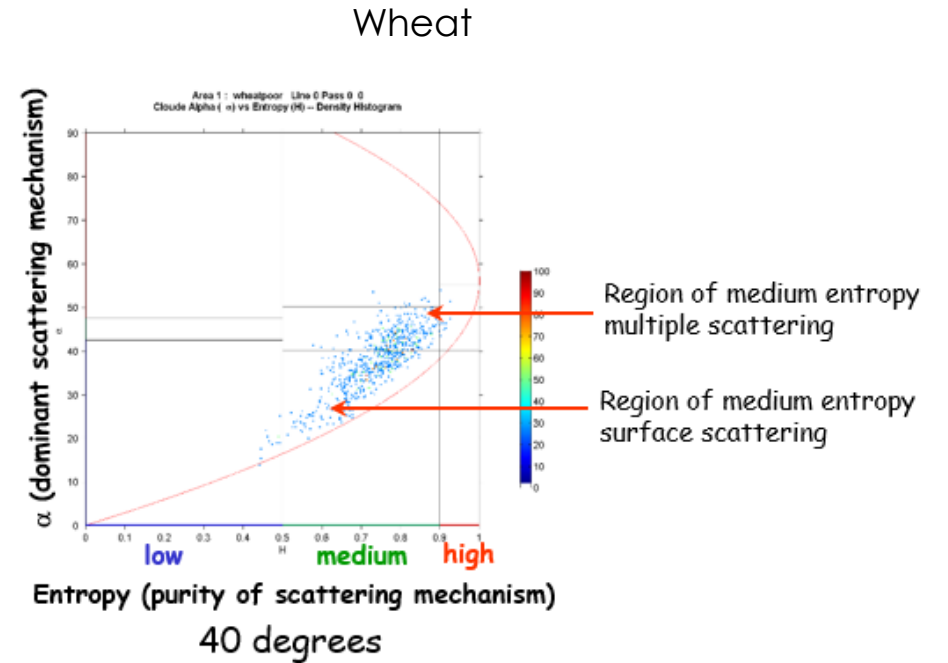 Wheat
Area 1 : wheatpoor Line 0 Pass 0 0
Cloude Alpha ( α) vs Entropy (H) -- Density Histogram
α (dominant scattering mechanism)
90
80
70
60
50
40
30
20
10
0
α
0 0.1 0.2 0.3 0.4 0.5 0.6 0.7 0.8 0.9 1
H
low medium high
Entropy (purity of scattering mechanism)
40 degrees
100
90
80
70
60
50
40
30
20
10
0
Region of medium entropy
multiple scattering
Region of medium entropy
surface scattering